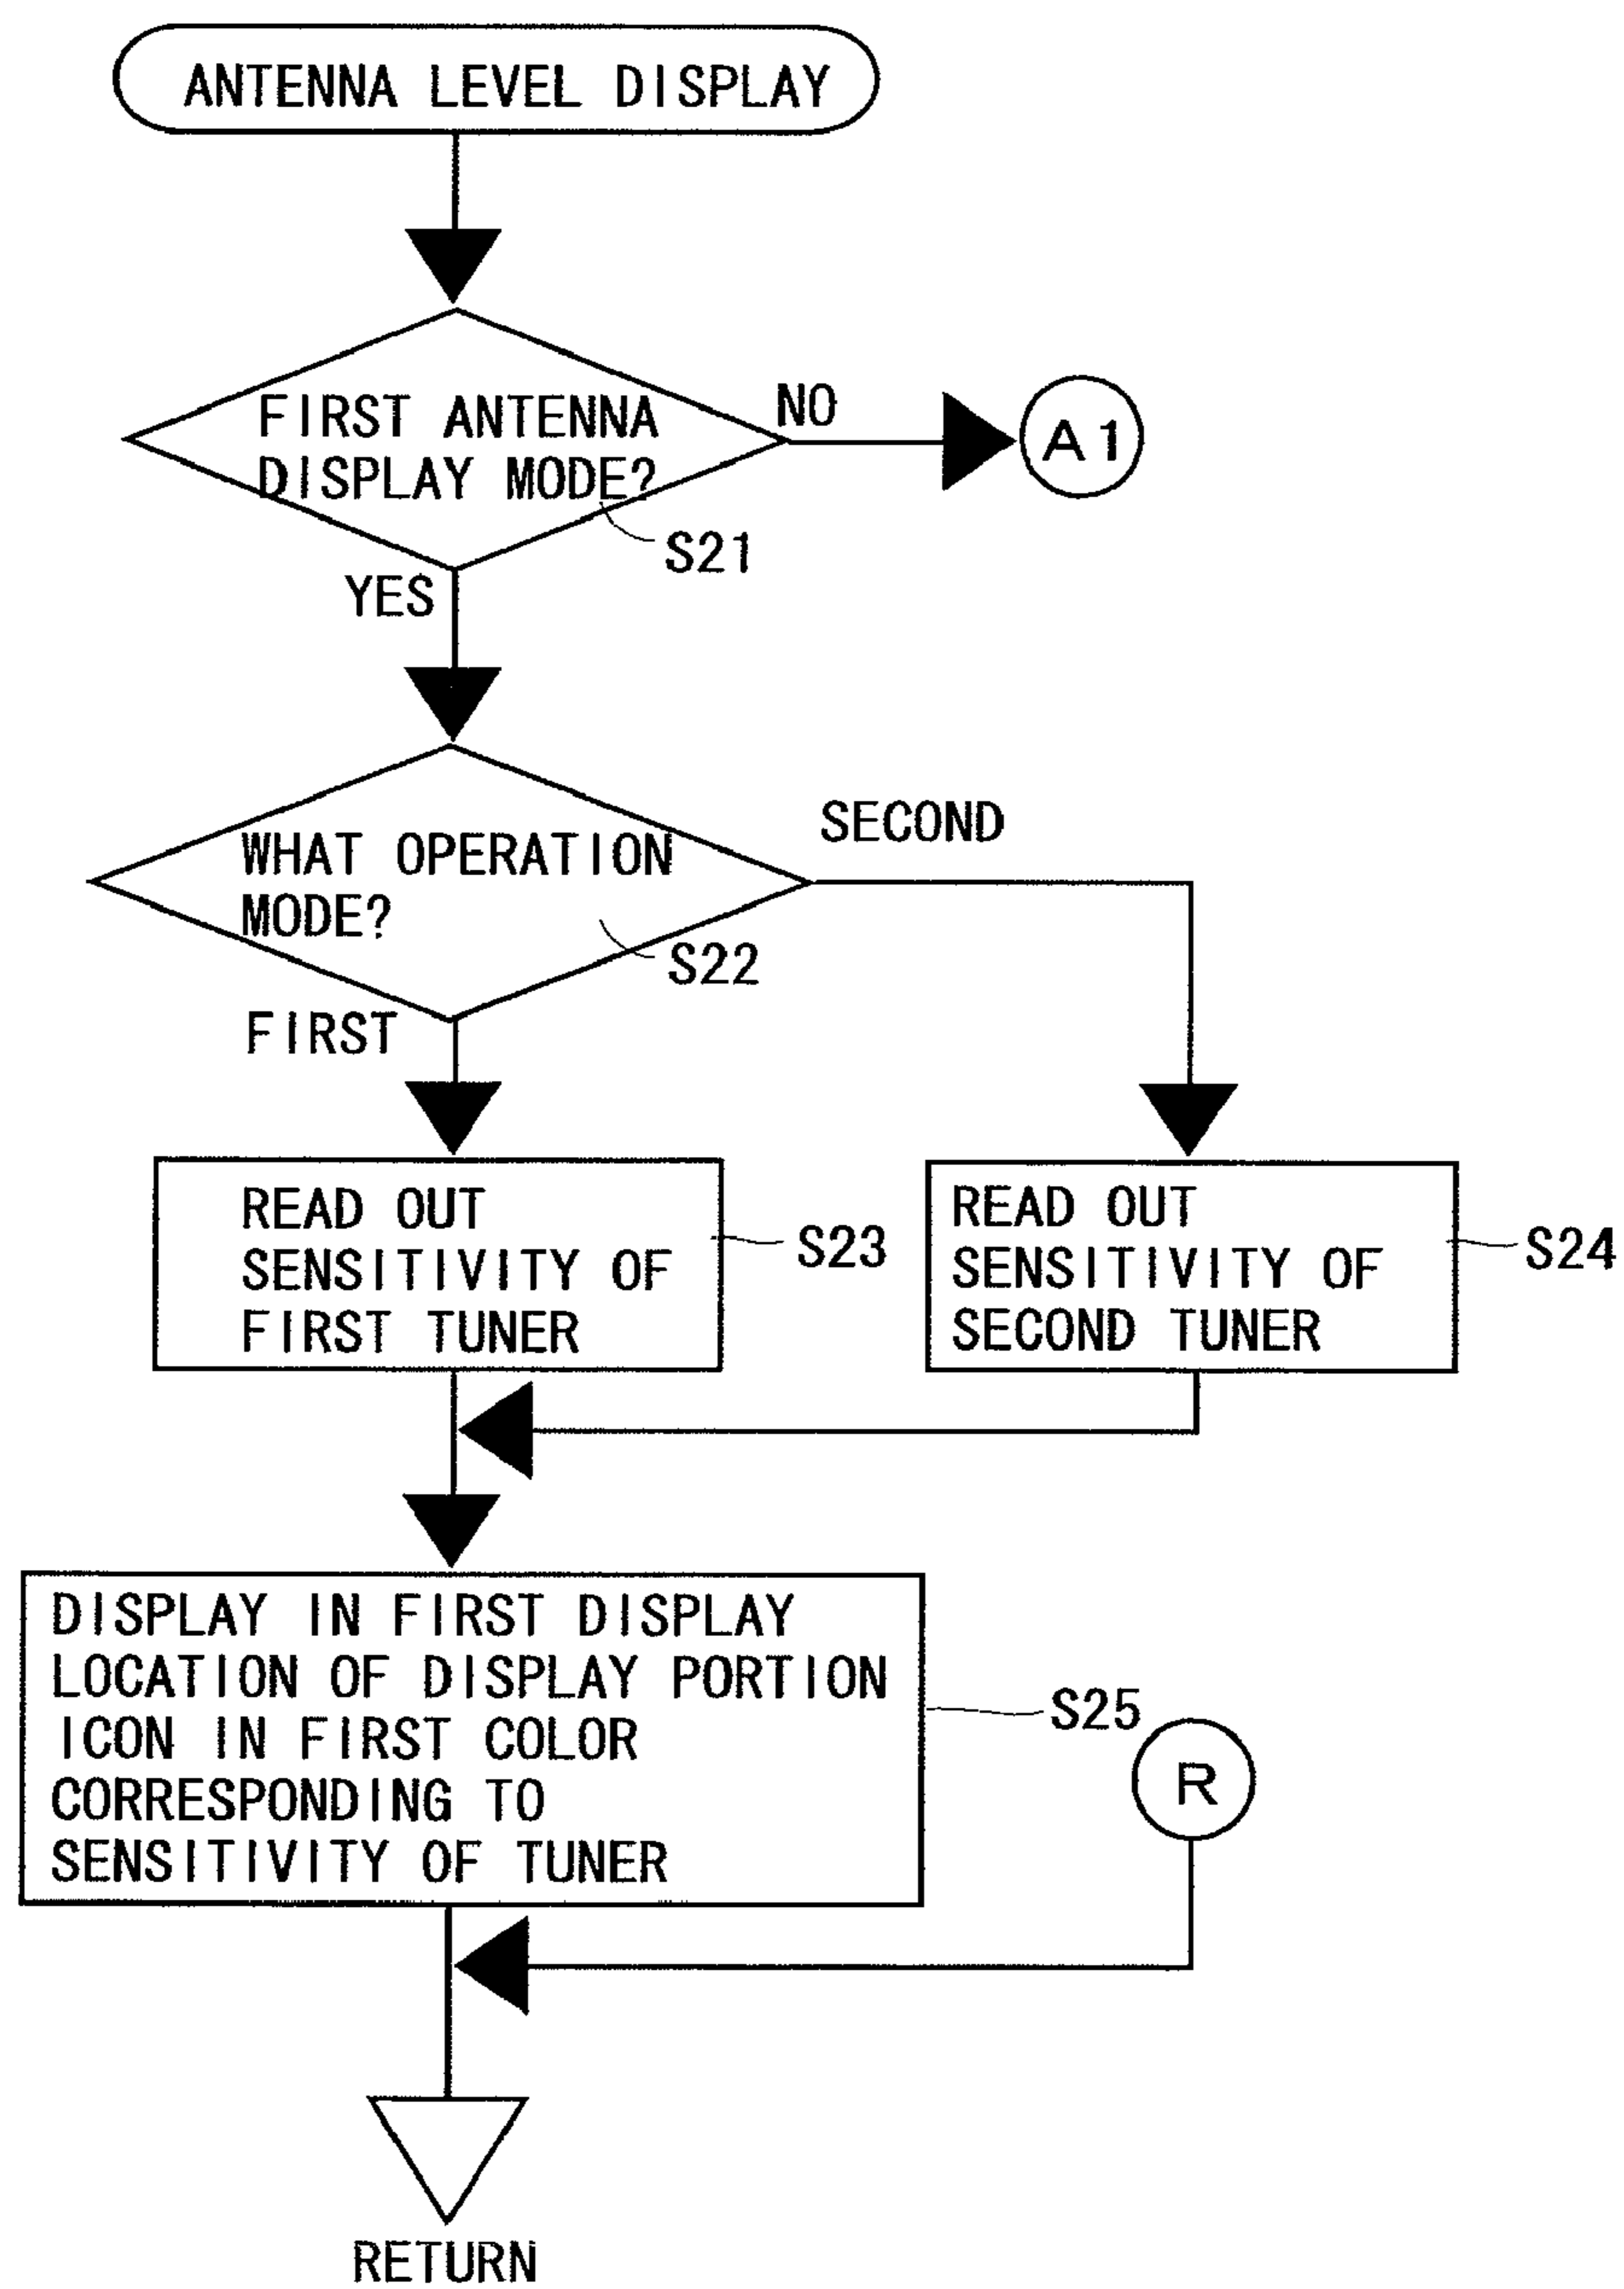 ANTENNA LEVEL DISPLAY
FIRST ANTENNA
DISPLAY MODE?
NO
A1
S21
YES
WHAT OPERATION
MODE?
SECOND
S22
FIRST
READ OUT
SENSITIVITY OF
FIRST TUNER
S23
READ OUT
SENSITIVITY OF
SECOND TUNER
S24
DISPLAY IN FIRST DISPLAY
LOCATION OF DISPLAY PORTION
ICON IN FIRST COLOR
CORRESPONDING TO
SENSITIVITY OF TUNER
S25
R
RETURN